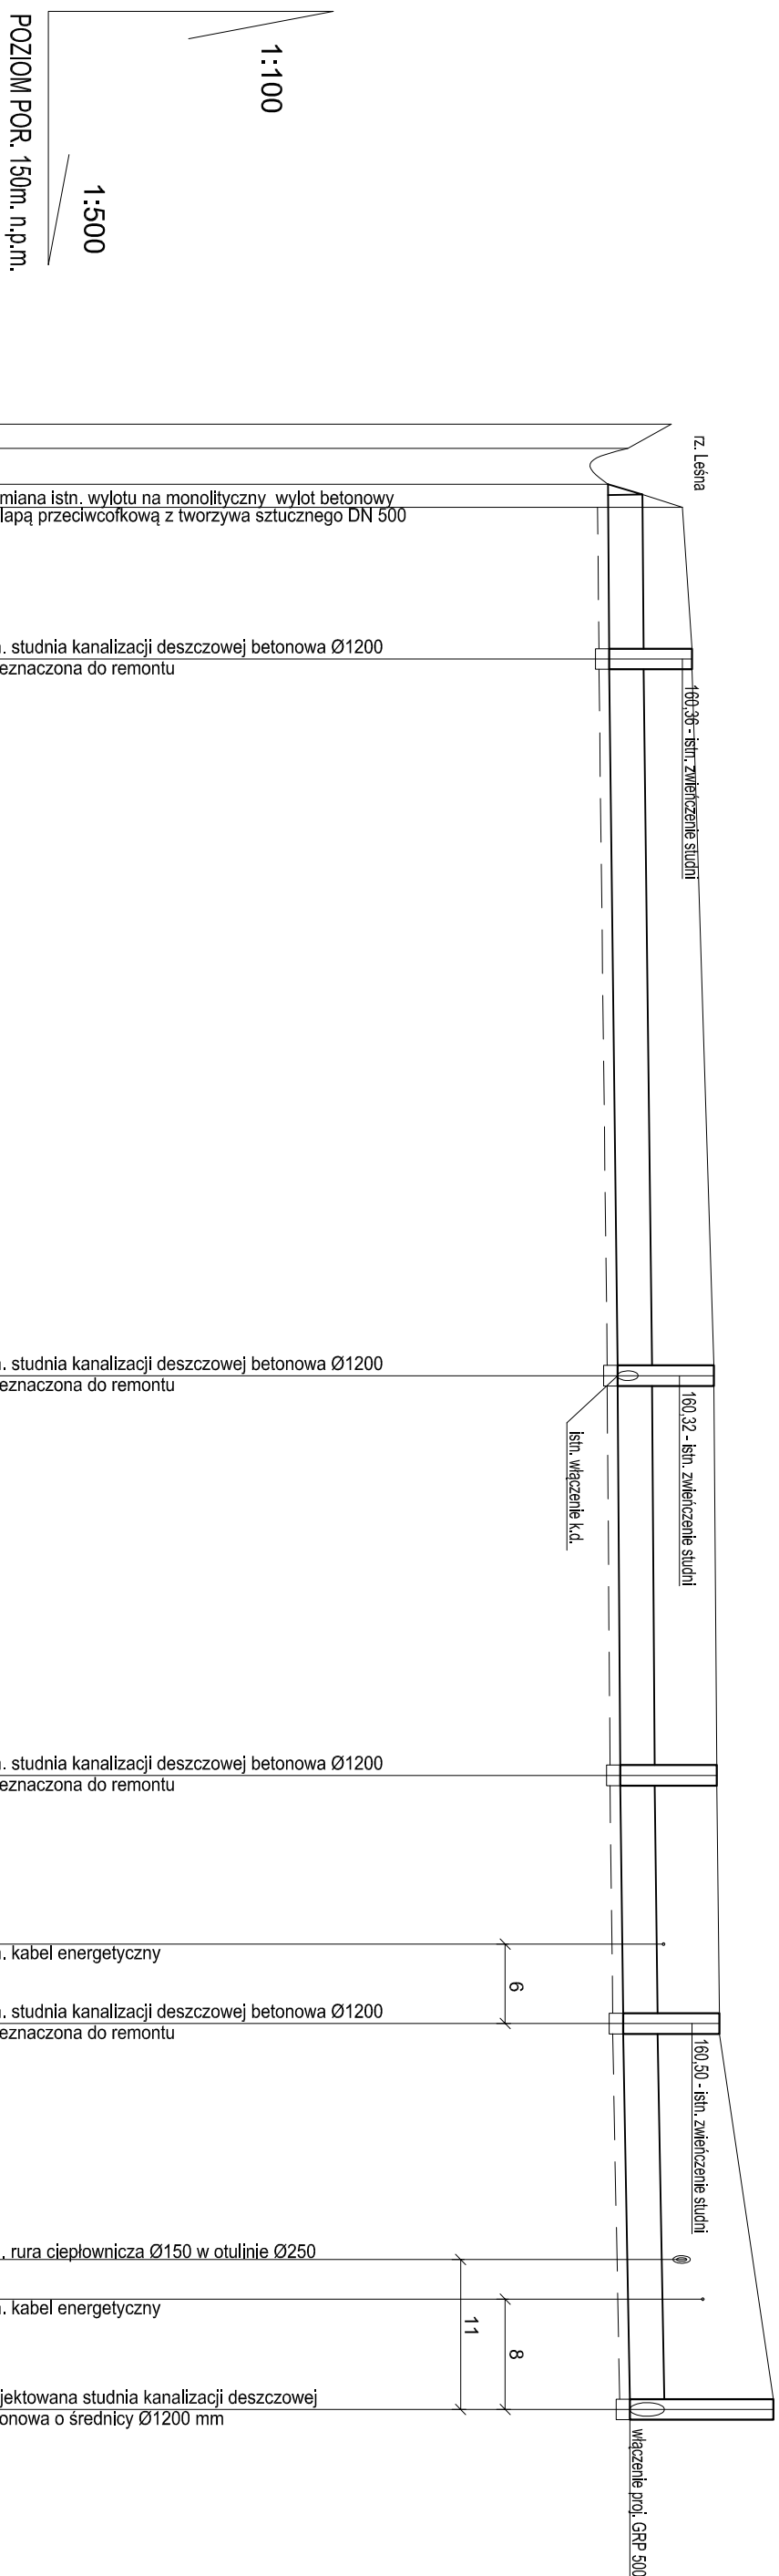 1:100
1:500
POZIOM POR. 150m. n.p.m.
rz. Leśna
miana istn. wylotu na monolityczny wylot betonowy
lapą przeciwcofkową z tworzywa sztucznego DN 500
n. studnia kanalizacji deszczowej betonowa Ø1200
eznaczona do remontu
160,36 - istn. zwieńczenie studni
n. studnia kanalizacji deszczowej betonowa Ø1200
eznaczona do remontu
160,32 - istn. zwieńczenie studni
istn. włączenie k.d.
n. studnia kanalizacji deszczowej betonowa Ø1200
eznaczona do remontu
n. kabel energetyczny
6
n. studnia kanalizacji deszczowej betonowa Ø1200
eznaczona do remontu
160,50 - istn. zwieńczenie studni
. rura ciepłownicza Ø150 w otulinie Ø250
n. kabel energetyczny
11
8
jektowana studnia kanalizacji deszczowej
onowa o średnicy Ø1200 mm
włączenie proj. GRP 500